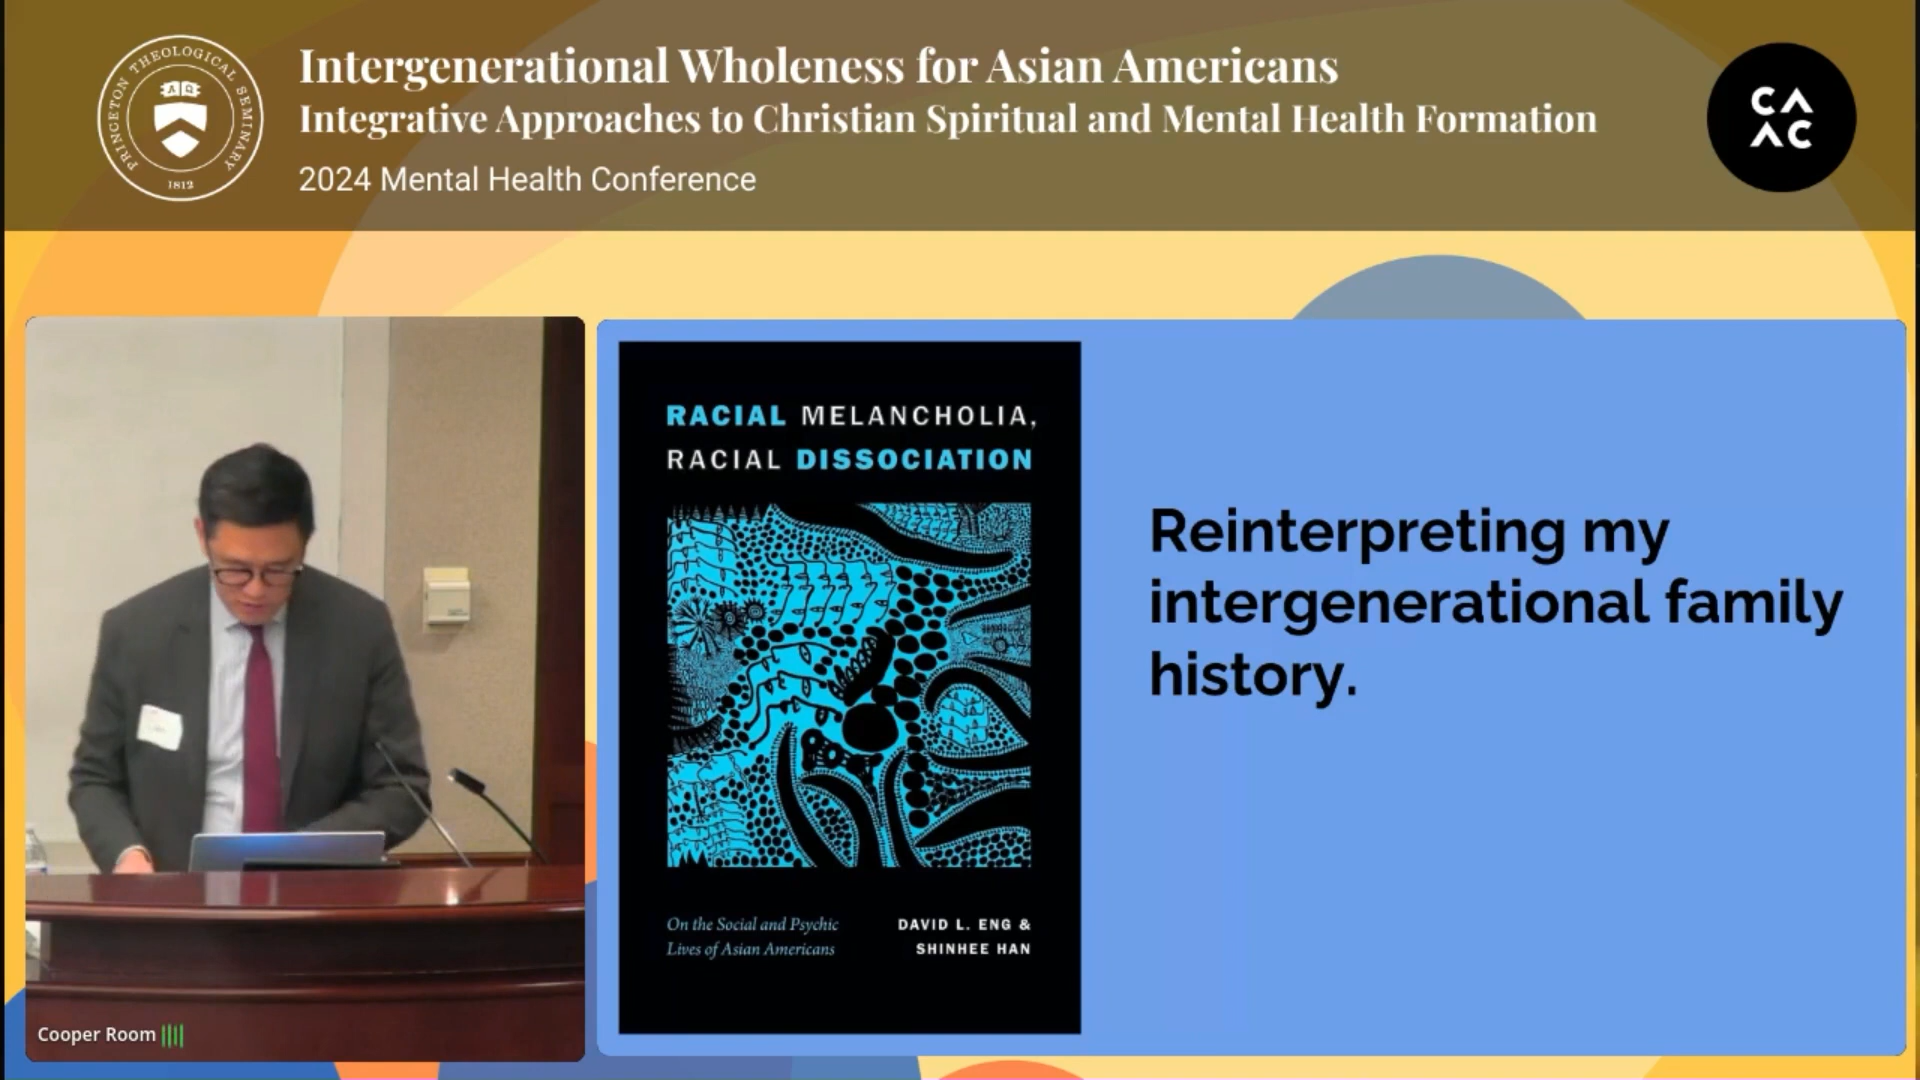 PRINCETON THEOLOGICAL SEMINARY
1812
Intergenerational Wholeness for Asian Americans
Integrative Approaches to Christian Spiritual and Mental Health Formation
2024 Mental Health Conference
CA
AC
RACIAL MELANCHOLIA,
RACIAL DISSOCIATION
On the Social and Psychic
Lives of Asian Americans
DAVID L. ENG &
SHINHEE HAN
Reinterpreting my
intergenerational family
history.
Cooper Room